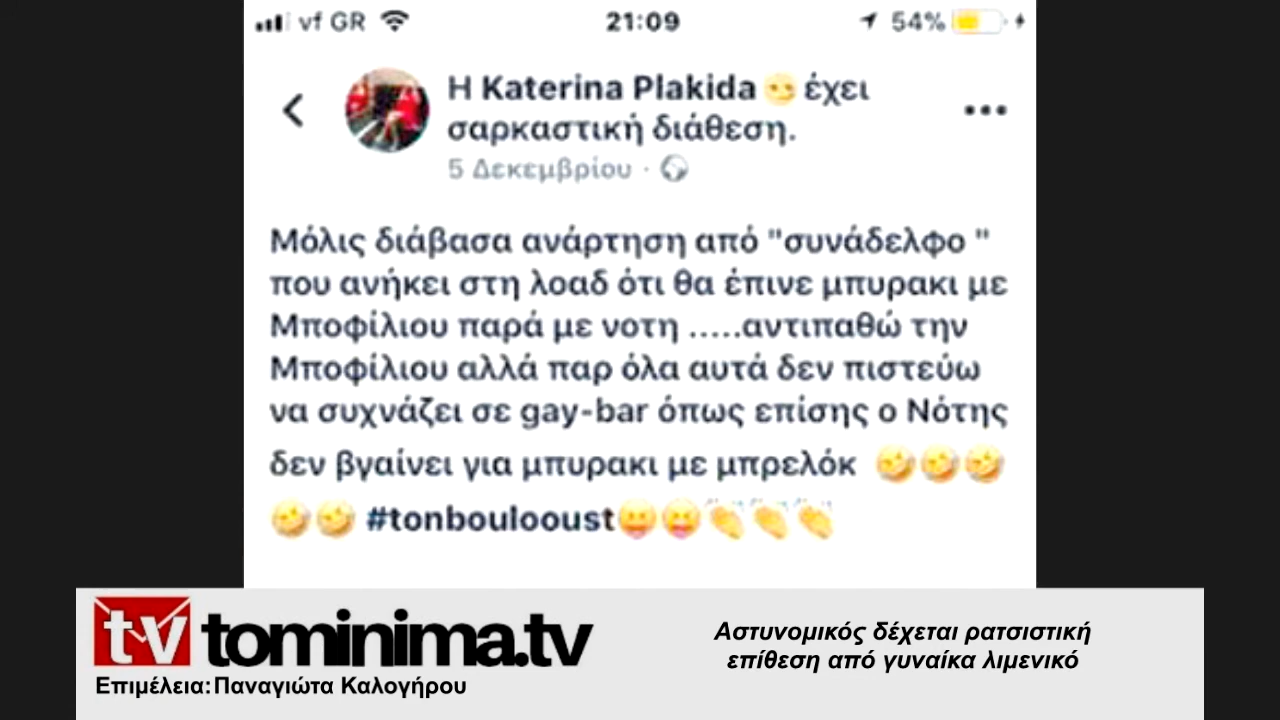 vf GR 21:09 54%
Η Katerina Plakida έχει
σαρκαστική διάθεση.
5 Δεκεμβρίου ·
Μόλις διάβασα ανάρτηση από "συνάδελφο "
που ανήκει στη λοαδ ότι θα έπινε μπυρακι με
Μποφίλιου παρά με νοτη .....αντιπαθώ την
Μποφίλιου αλλά παρ όλα αυτά δεν πιστεύω
να συχνάζει σε gay-bar όπως επίσης ο Νότης
δεν βγαίνει για μπυρακι με μπρελόκ 🤣🤣🤣
🤣🤣 #tonboulooust😛😝👏👏👏
tv tominima.tv
Επιμέλεια:Παναγιώτα Καλογήρου
Αστυνομικός δέχεται ρατσιστική
επίθεση από γυναίκα λιμενικό